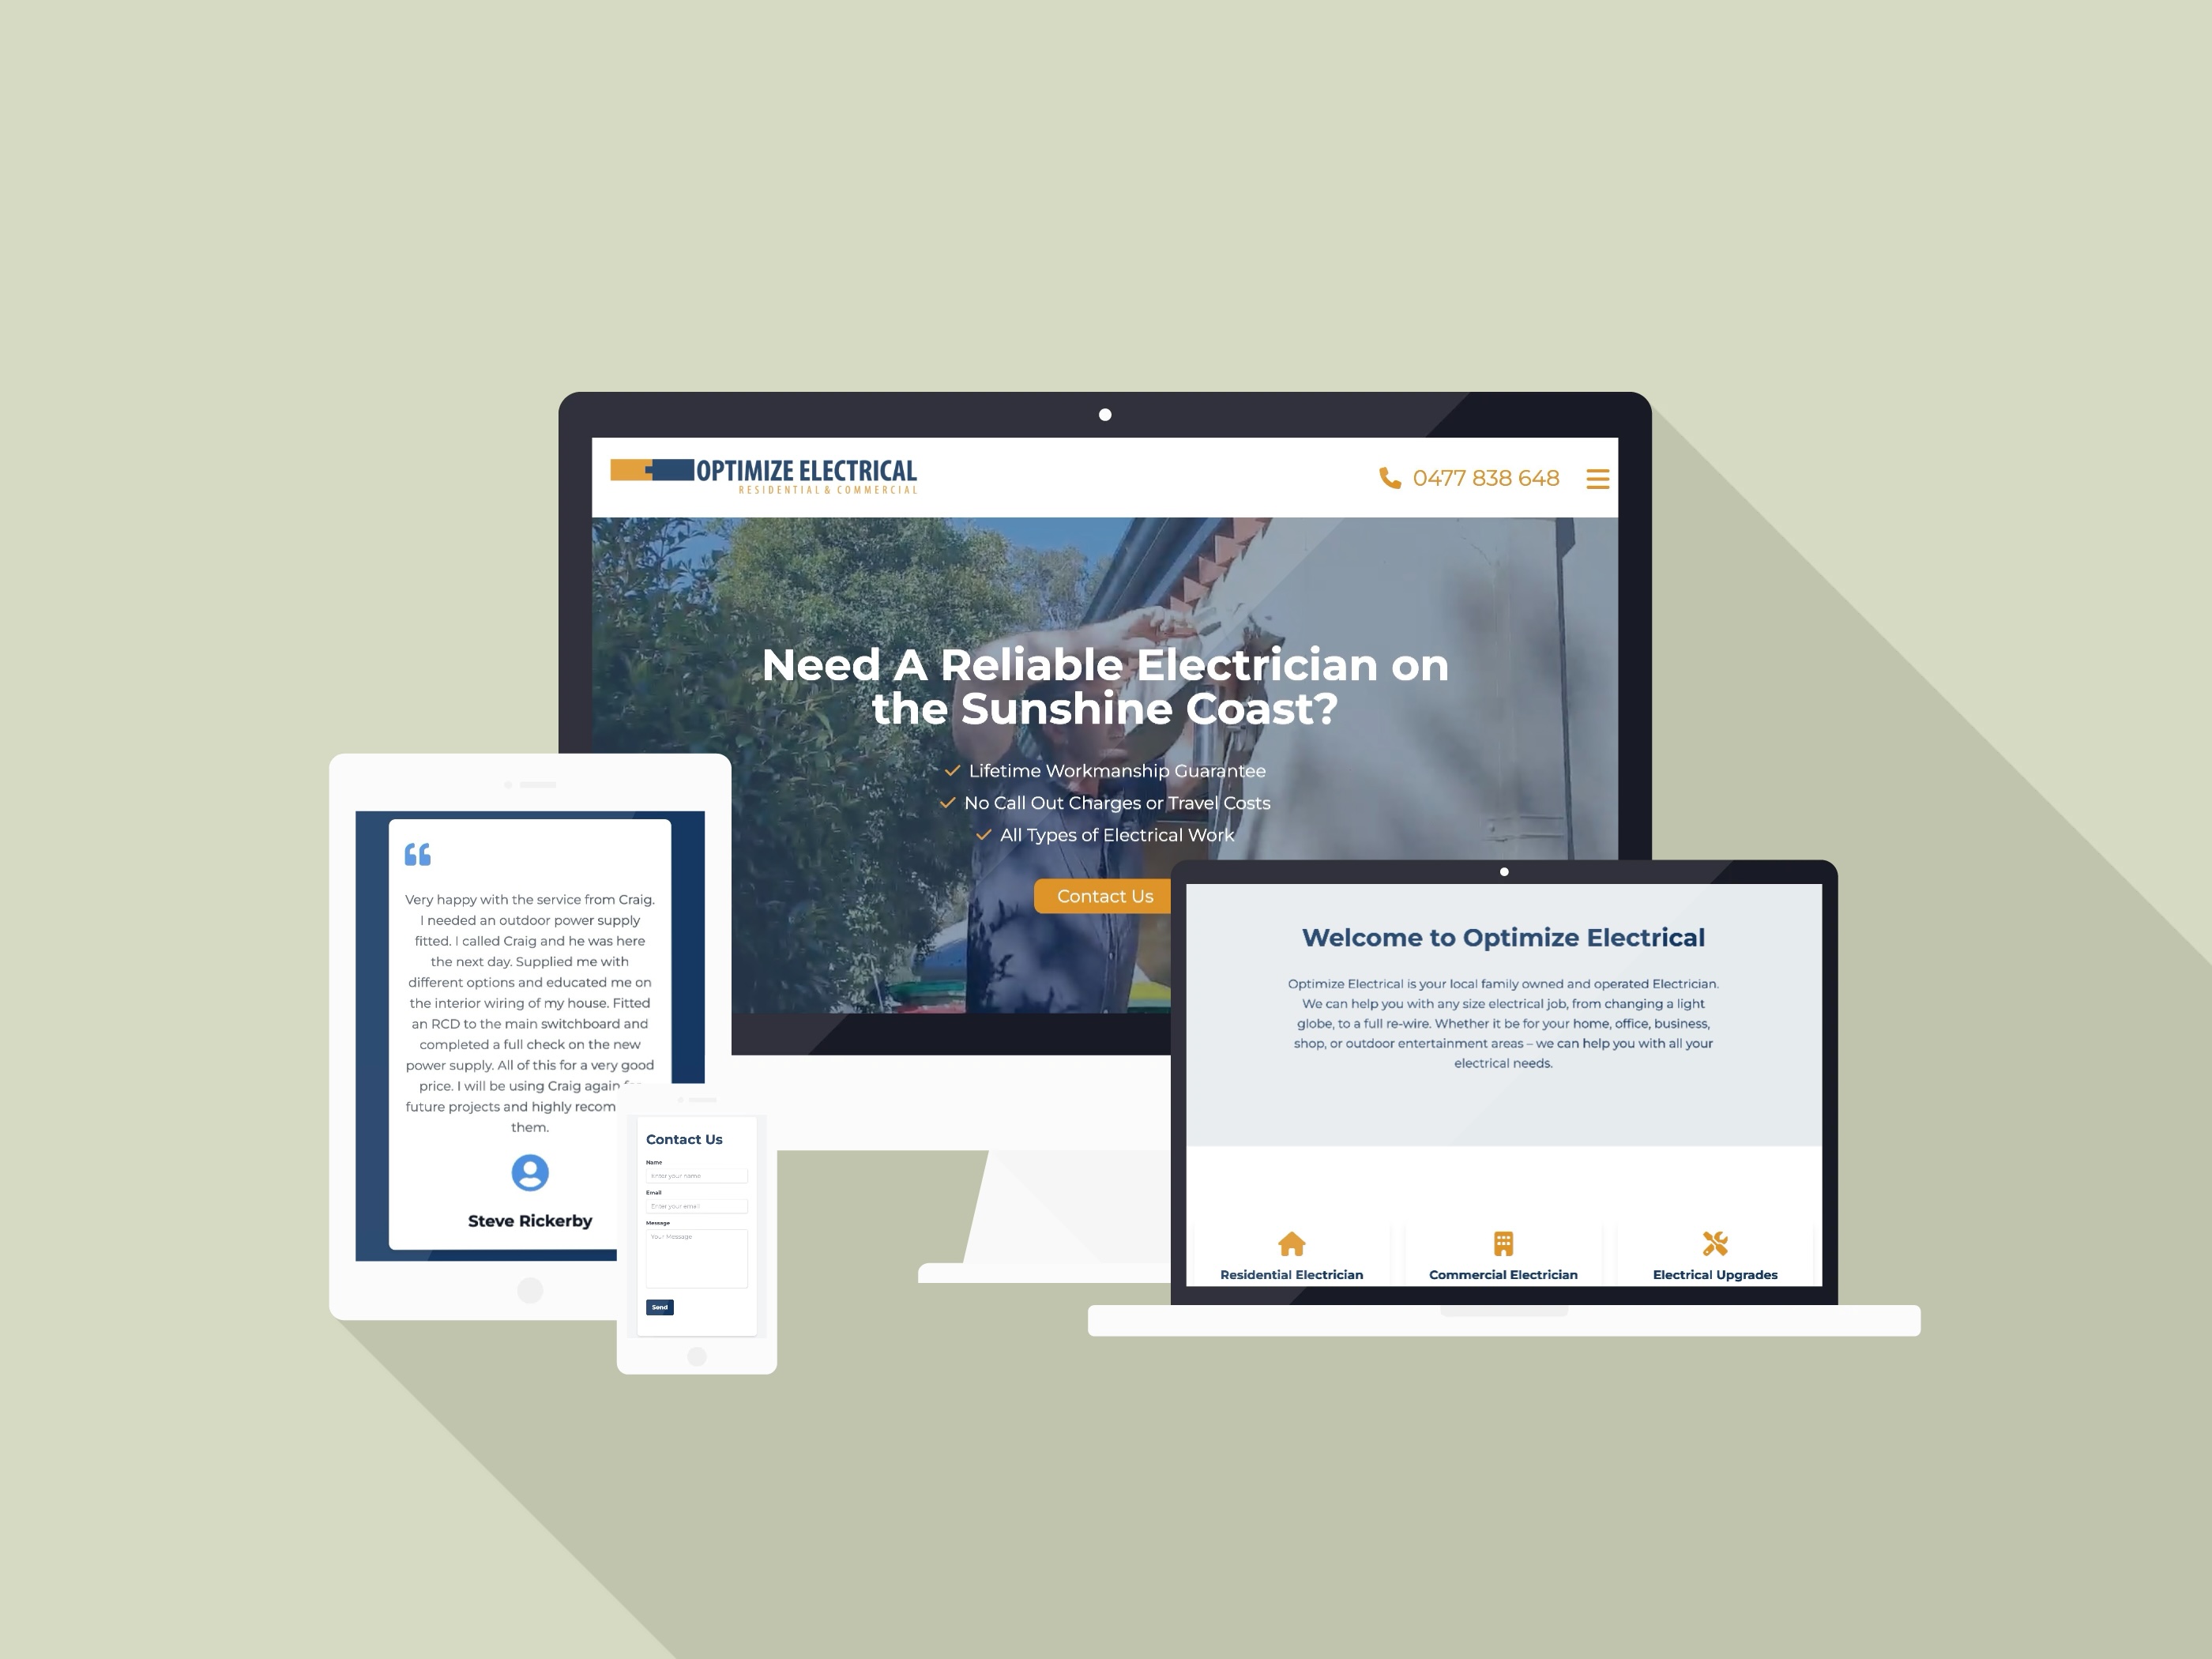 OPTIMIZE ELECTRICAL
RESIDENTIAL & COMMERCIAL
0477 838 648
Need A Reliable Electrician on
the Sunshine Coast?
Lifetime Workmanship Guarantee
No Call Out Charges or Travel Costs
All Types of Electrical Work
Contact Us
Very happy with the service from Craig.
I needed an outdoor power supply
fitted. I called Craig and he was here
the next day. Supplied me with
different options and educated me on
the interior wiring of my house. Fitted
an RCD to the main switchboard and
completed a full check on the new
power supply. All of this for a very good
price. I will be using Craig again for
future projects and highly recom
them.
Steve Rickerby
Contact Us
Name
Enter your name
Email
Enter your email
Message
Your Message
Send
Welcome to Optimize Electrical
Optimize Electrical is your local family owned and operated Electrician.
We can help you with any size electrical job, from changing a light
globe, to a full re-wire. Whether it be for your home, office, business,
shop, or outdoor entertainment areas – we can help you with all your
electrical needs.
Residential Electrician
Commercial Electrician
Electrical Upgrades